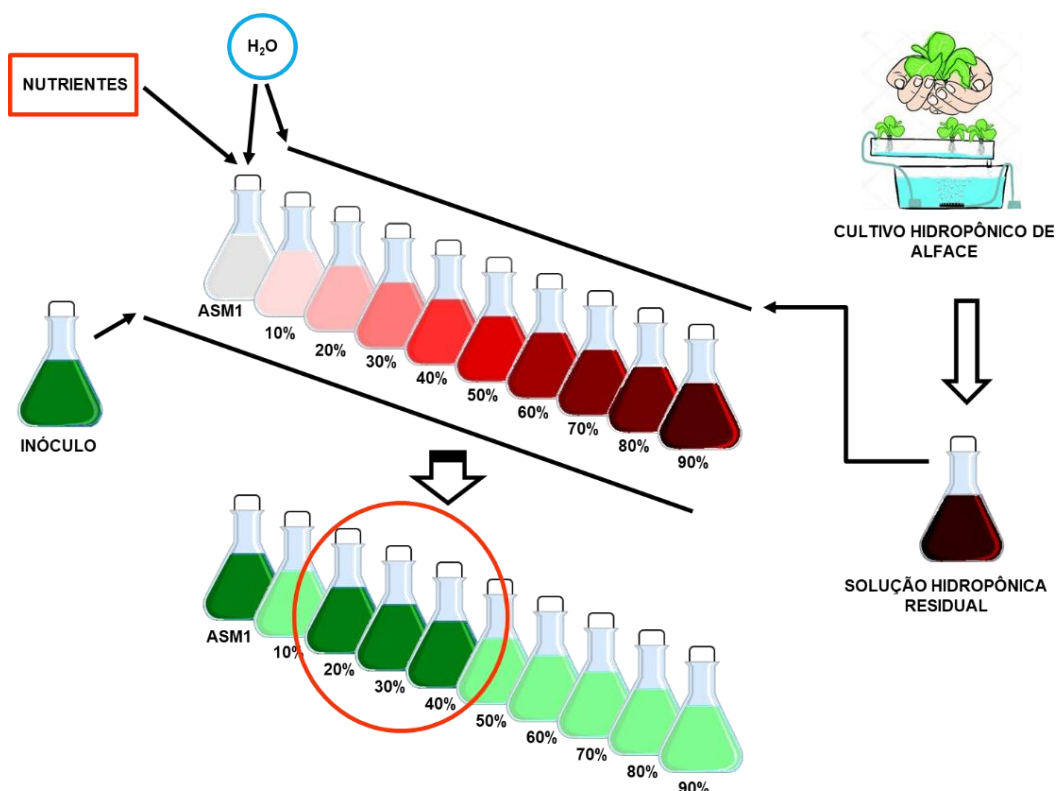 NUTRIENTES
H₂O
CULTIVO HIDROPÔNICO DE
ALFACE
ASM1
10%
20%
30%
40%
50%
60%
70%
80%
90%
INÓCULO
SOLUÇÃO HIDROPÔNICA
RESIDUAL
ASM1
10%
20%
30%
40%
50%
60%
70%
80%
90%